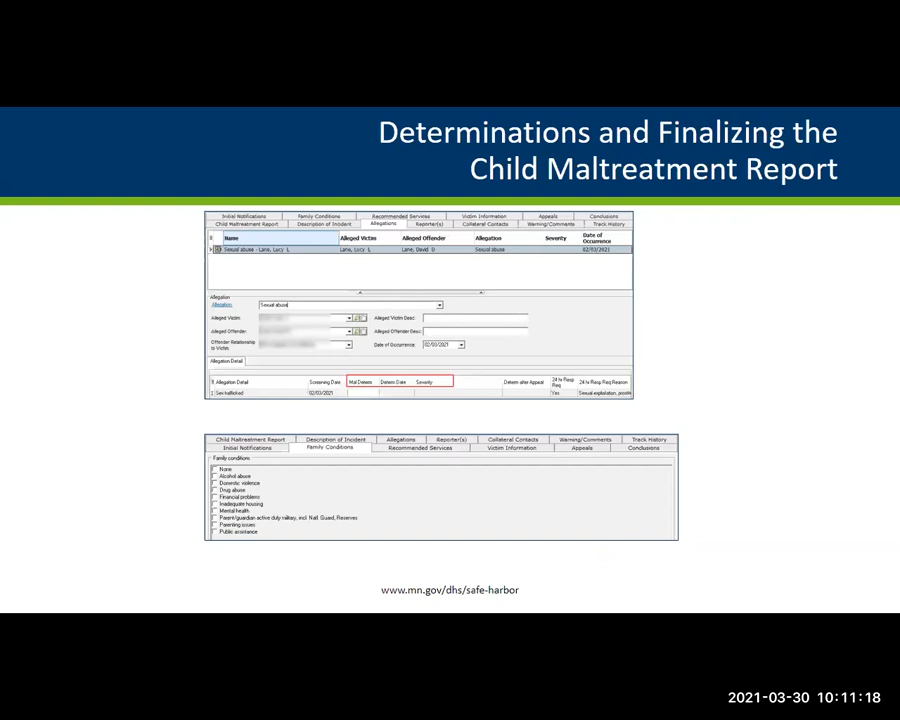 Determinations and Finalizing the
Child Maltreatment Report
Initial Notifications Family Conditions Recommended Services Victim Information Appeals Conclusions
Child Maltreatment Report Description of Incident Allegations Reporter(s) Collateral Contacts Warning/Comments Track History
Name Alleged Victim Alleged Offender Allegation Severity Date of Occurrence
Sexual abuse - Lane, Lucy L Lane, Lucy L Lane, David D Sexual abuse 02/03/2021
Allegation
Allegation: Sexual abuse
Alleged Victim: Alleged Victim Desc:
Alleged Offender: Alleged Offender Desc:
Offender Relationship to Victim: Date of Occurrence: 02/03/2021
Allegation Detail
Allegation Detail Screening Date Mal Determ Determ Date Severity Determ after Appeal 24 hr Resp Req 24 hr Resp Req Reason
Sex trafficked 02/03/2021 Yes Sexual exploitation,
Child Maltreatment Report Description of Incident Allegations Reporter(s) Collateral Contacts Warning/Comments Track History
Initial Notifications Family Conditions Recommended Services Victim Information Appeals Conclusions
Family conditions
None
Alcohol abuse
Domestic violence
Drug abuse
Financial problems
Inadequate housing
Mental health
Parent/guardian active duty military, incl. Natl. Guard, Reserves
Parenting issues
Public assistance
www.mn.gov/dhs/safe-harbor
2021-03-30 10:11:18